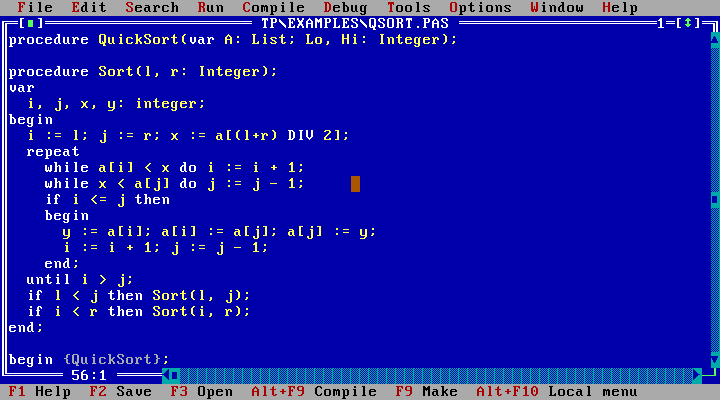 File Edit Search Run Compile Debug Tools Options Window Help
[■] TP\EXAMPLES\QSORT.PAS 1=[↕]
procedure QuickSort(var A: List; Lo, Hi: Integer);
procedure Sort(l, r: Integer);
var
i, j, x, y: integer;
begin
i := l; j := r; x := a[(l+r) DIV 2];
repeat
while a[i] < x do i := i + 1;
while x < a[j] do j := j - 1;
if i <= j then
begin
y := a[i]; a[i] := a[j]; a[j] := y;
i := i + 1; j := j - 1;
end;
until i > j;
if l < j then Sort(l, j);
if i < r then Sort(i, r);
end;
begin {QuickSort};
56:1
F1 Help F2 Save F3 Open Alt+F9 Compile F9 Make Alt+F10 Local menu